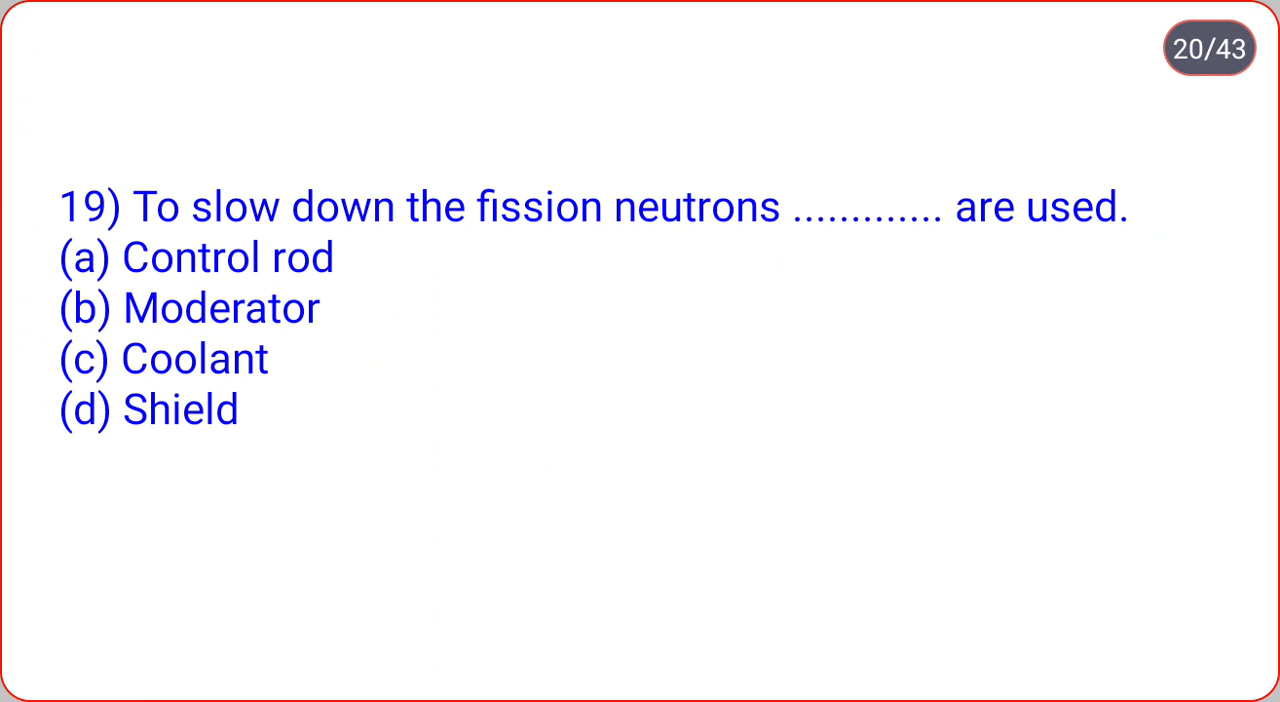 20/43
19) To slow down the fission neutrons ............. are used.
(a) Control rod
(b) Moderator
(c) Coolant
(d) Shield